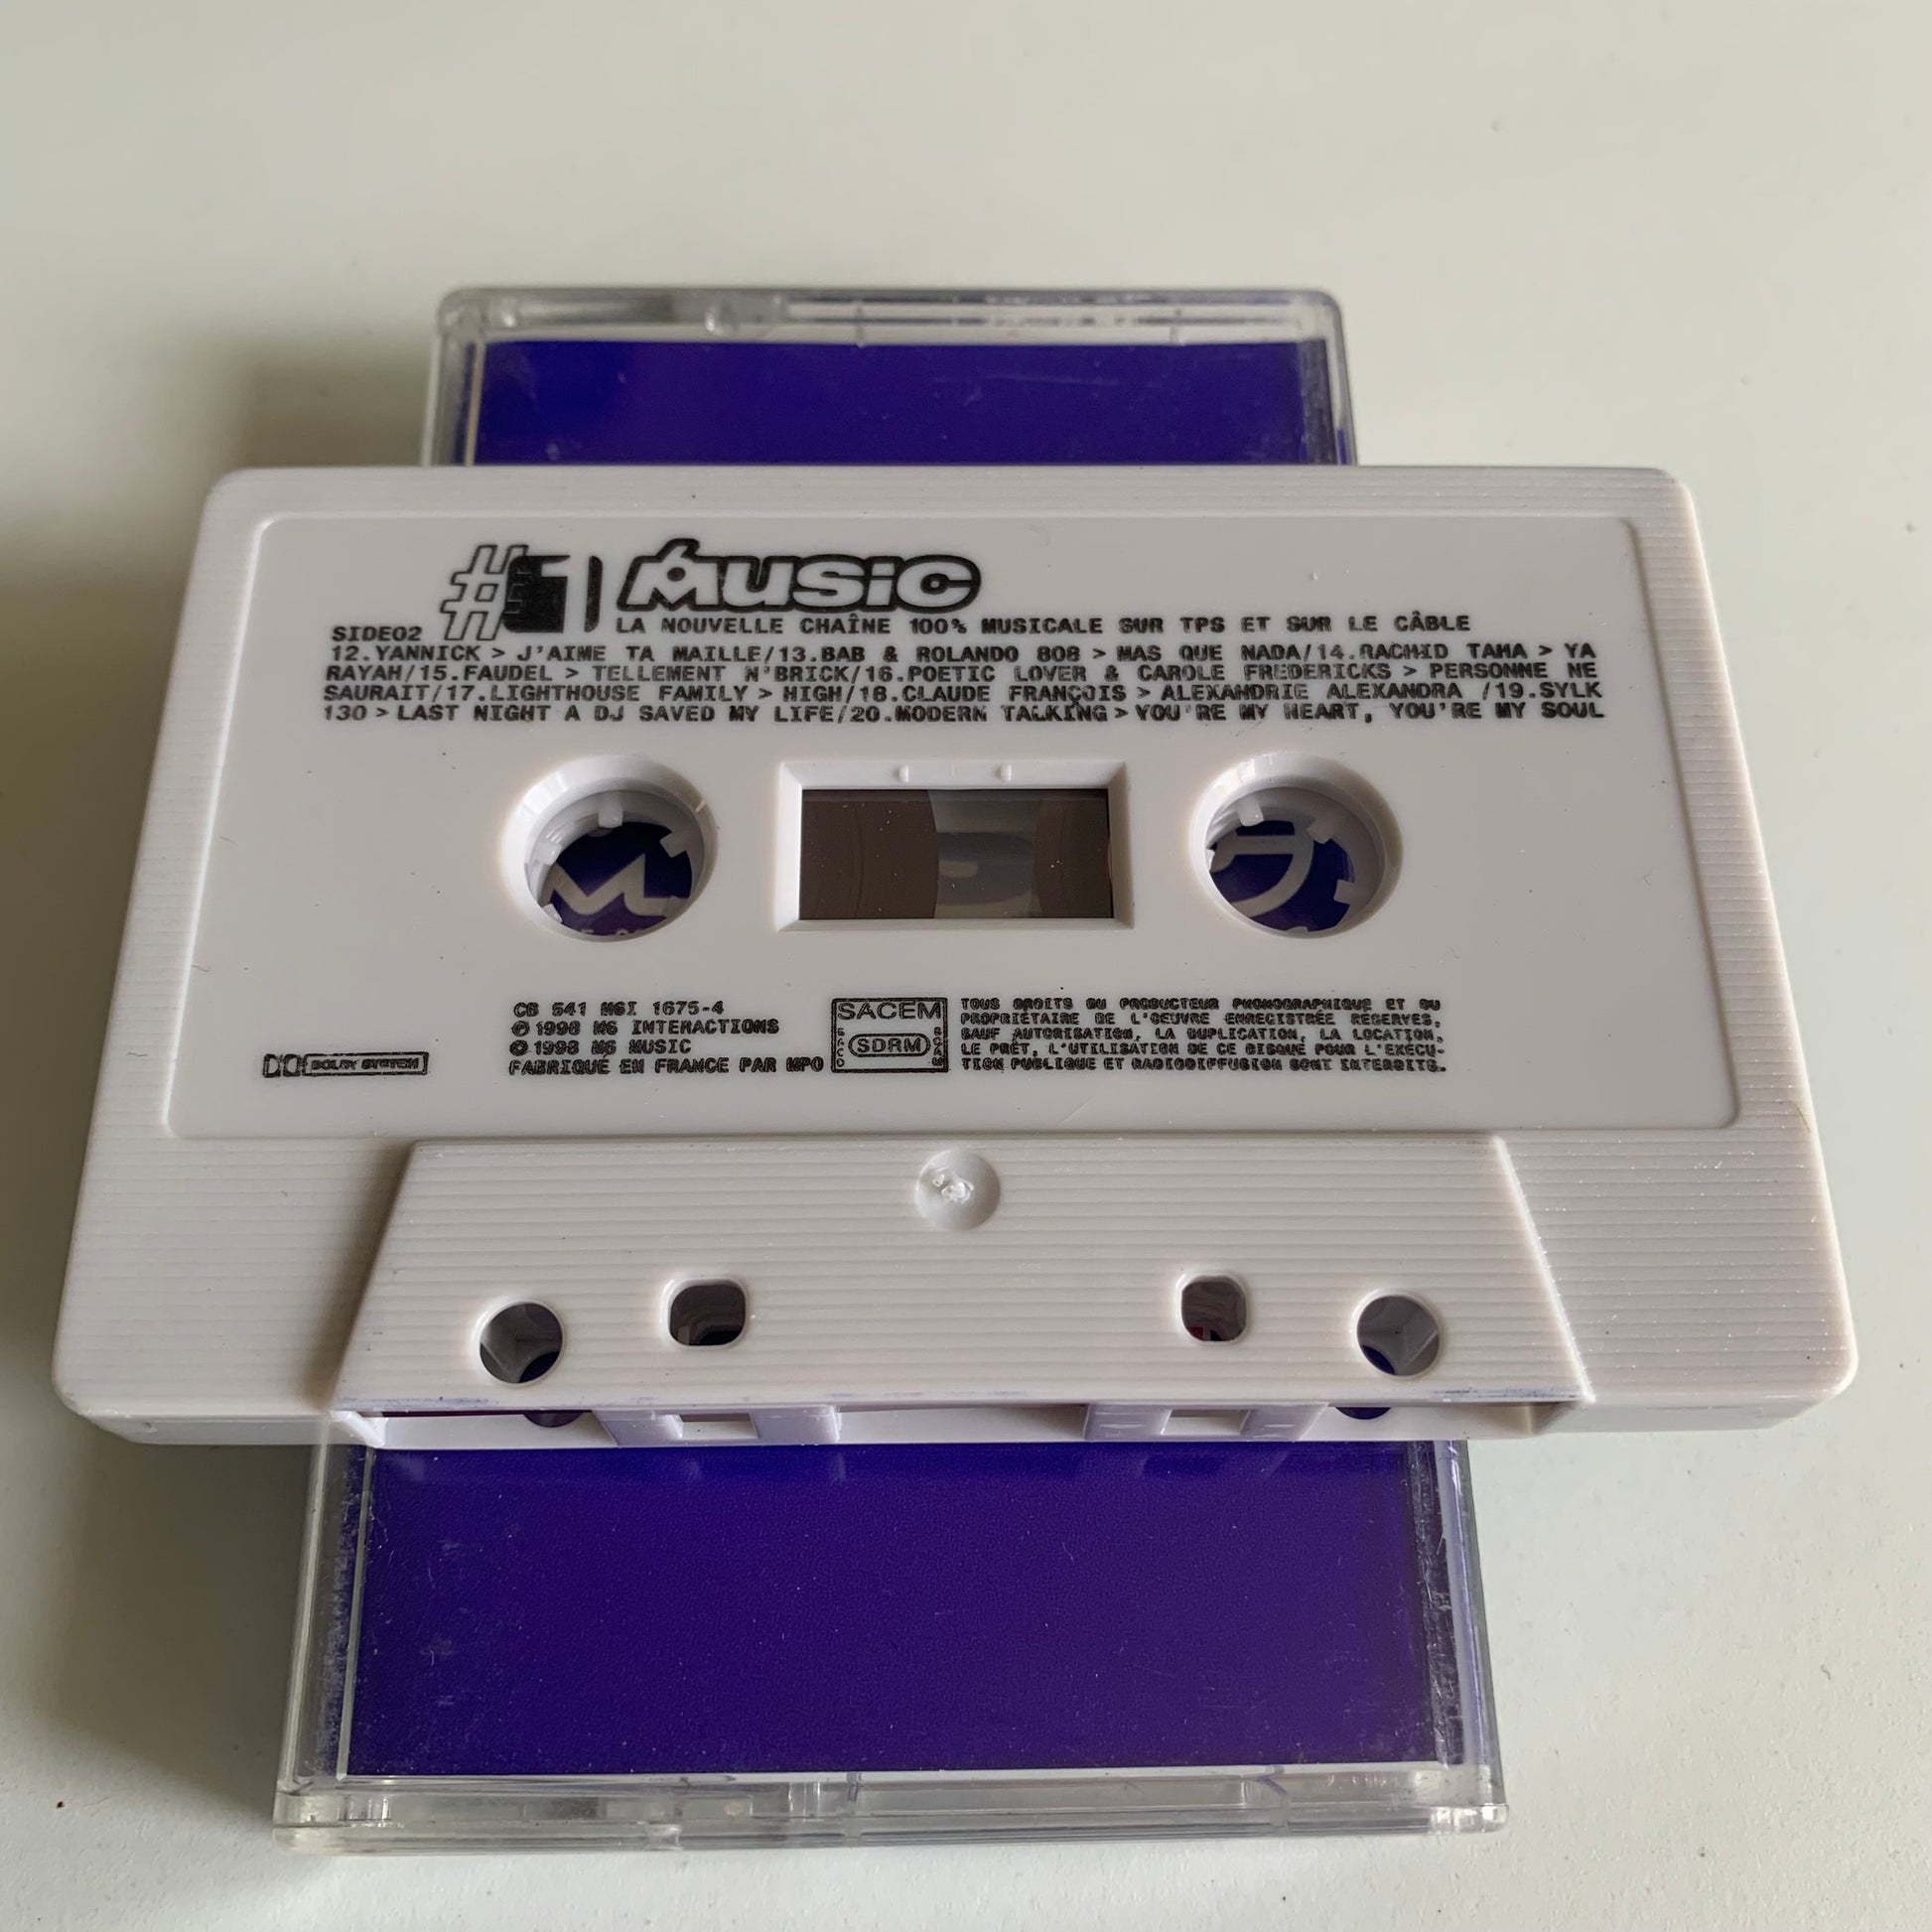 #1 M6 MUSIC
SIDE02 LA NOUVELLE CHAÎNE 100% MUSICALE SUR TPS ET SUR LE CÂBLE
12.YANNICK > J'AIME TA MAILLE/13.BAB & ROLANDO 808 > MAS QUE NADA/14.RACHID TAHA > YA
RAYAH/15.FAUDEL > TELLEMENT N'BRICK/16.POETIC LOVER & CAROLE FREDERICKS > PERSONNE NE
SAURAIT/17.LIGHTHOUSE FAMILY > HIGH/18.CLAUDE FRANÇOIS > ALEXANDRIE ALEXANDRA /19.SYLK
130 > LAST NIGHT A DJ SAVED MY LIFE/20.MODERN TALKING > YOU'RE MY HEART, YOU'RE MY SOUL
DOLBY SYSTEM
CB 541 MSI 1675-4
℗ 1998 M6 INTERACTIONS
© 1998 M6 MUSIC
FABRIQUÉ EN FRANCE PAR MPO
SACEM
SDRM
SACD
SGAM
TOUS DROITS DU PRODUCTEUR PHONOGRAPHIQUE ET DU
PROPRIÉTAIRE DE L'OEUVRE ENREGISTRÉE RÉSERVÉS,
SAUF AUTORISATION, LA DUPLICATION, LA LOCATION,
LE PRÊT, L'UTILISATION DE CE DISQUE POUR L'EXÉCU-
TION PUBLIQUE ET RADIODIFFUSION SONT INTERDITS.